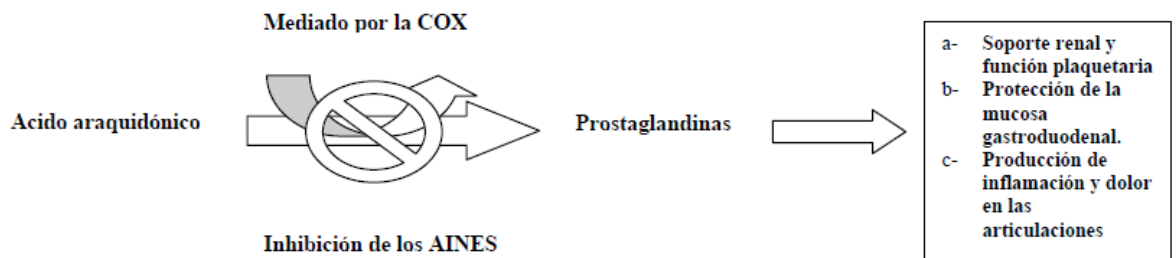 Mediado por la COX
Acido araquidónico
Prostaglandinas
Inhibición de los AINES
a- Soporte renal y
función plaquetaria
b- Protección de la
mucosa
gastroduodenal.
c- Producción de
inflamación y dolor
en las
articulaciones